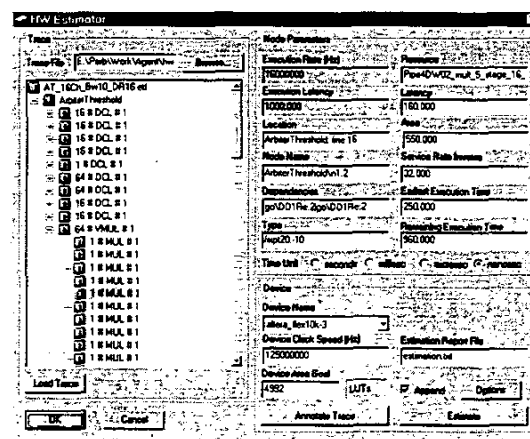 HW Estimator
Trace
Trace File
Browse...
AT_16Ch_Bw10_DR16.etd
ArbiterThreshold
16 # DCL # 1
16 # DCL # 1
16 # DCL # 1
1 # DCL # 1
64 # DCL # 1
64 # DCL # 1
16 # DCL # 1
16 # DCL # 1
64 # VMUL # 1
1 # MUL # 1
1 # MUL # 1
1 # MUL # 1
1 # MUL # 1
1 # MUL # 1
1 # MUL # 1
1 # MUL # 1
1 # MUL # 1
1 # MUL # 1
1 # MUL # 1
Load Trace
OK
Cancel
Node Parameters
Execution Rate (Hz)
Resource
16000000
Execution Latency
Latency
1000.000
160.000
Location
Area
ArbiterThreshold, line 16
550.000
Node Name
Service Rate Inverse
32.000
Dependencies
Earliest Execution Time
250.000
Type
Remaining Execution Time
960.000
Time Unit
seconds
nanosec
Device
Device Name
altera_flex10k-3
Device Clock Speed (Hz)
Estimation Report File
125000000
estimation.txt
Device Area Goal
4992
LUTs
Append
Options
Annotate Trace
Estimate